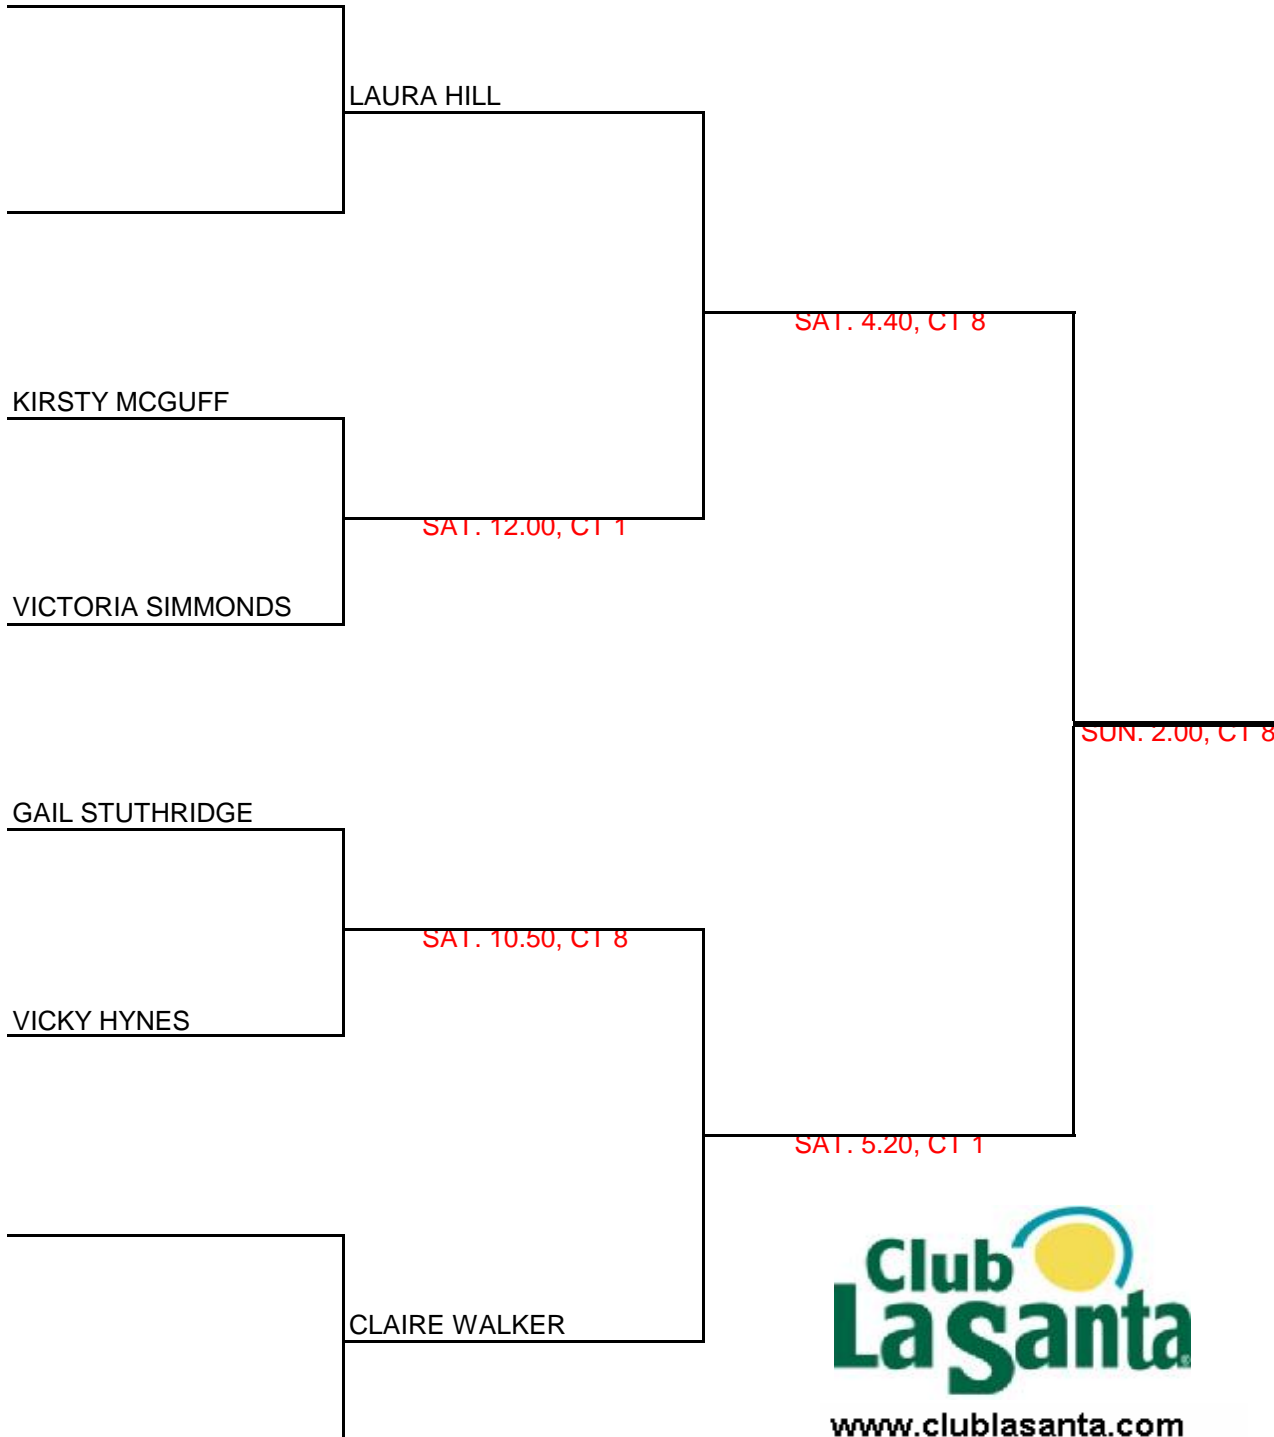 LAURA HILL
SAT. 4.40, CT 8
KIRSTY MCGUFF
SAT. 12.00, CT 1
VICTORIA SIMMONDS
SUN. 2.00, CT 8
GAIL STUTHRIDGE
SAT. 10.50, CT 8
VICKY HYNES
SAT. 5.20, CT 1
Club
La Santa
CLAIRE WALKER
www.clublasanta.com